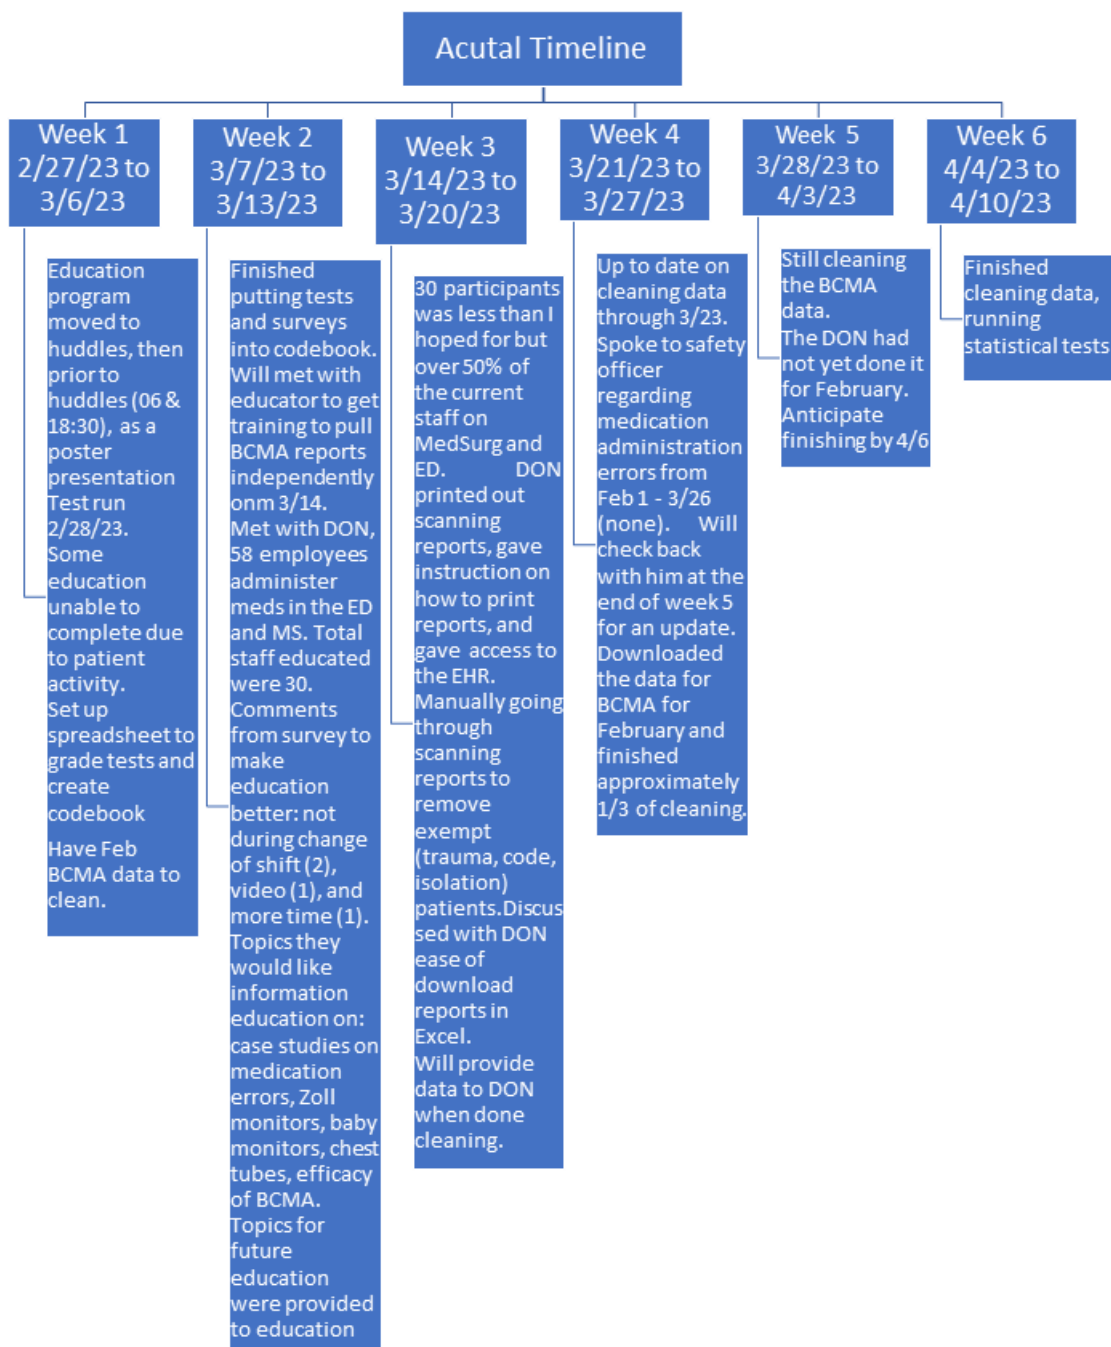 Acutal Timeline
Week 1
2/27/23 to
3/6/23
Week 2
3/7/23 to
3/13/23
Week 3
3/14/23 to
3/20/23
Week 4
3/21/23 to
3/27/23
Week 5
3/28/23 to
4/3/23
Week 6
4/4/23 to
4/10/23
Education
program
moved to
huddles, then
prior to
huddles (06 &
18:30), as a
poster
presentation
Test run
2/28/23.
Some
education
unable to
complete due
to patient
activity.
Set up
spreadsheet to
grade tests and
create
codebook
Have Feb
BCMA data to
clean.
Finished
putting tests
and surveys
into codebook.
Will met with
educator to get
training to pull
BCMA reports
independently
onm 3/14.
Met with DON,
58 employees
administer
meds in the ED
and MS. Total
staff educated
were 30.
Comments
from survey to
make
education
better: not
during change
of shift (2),
video (1), and
more time (1).
Topics they
would like
information
education on:
case studies on
medication
errors, Zoll
monitors, baby
monitors, chest
tubes, efficacy
of BCMA.
Topics for
future
education
were provided
to education
30 participants
was less than I
hoped for but
over 50% of
the current
staff on
MedSurg and
ED. DON
printed out
scanning
reports, gave
instruction on
how to print
reports, and
gave access to
the EHR.
Manually going
through
scanning
reports to
remove
exempt
(trauma, code,
isolation)
patients.Discus
sed with DON
ease of
download
reports in
Excel.
Will provide
data to DON
when done
cleaning.
Up to date on
cleaning data
through 3/23.
Spoke to safety
officer
regarding
medication
administration
errors from
Feb 1 - 3/26
(none). Will
check back
with him at the
end of week 5
for an update.
Downloaded
the data for
BCMA for
February and
finished
approximately
1/3 of cleaning.
Still cleaning
the BCMA
data.
The DON had
not yet done it
for February.
Anticipate
finishing by 4/6
Finished
cleaning data,
running
statistical tests